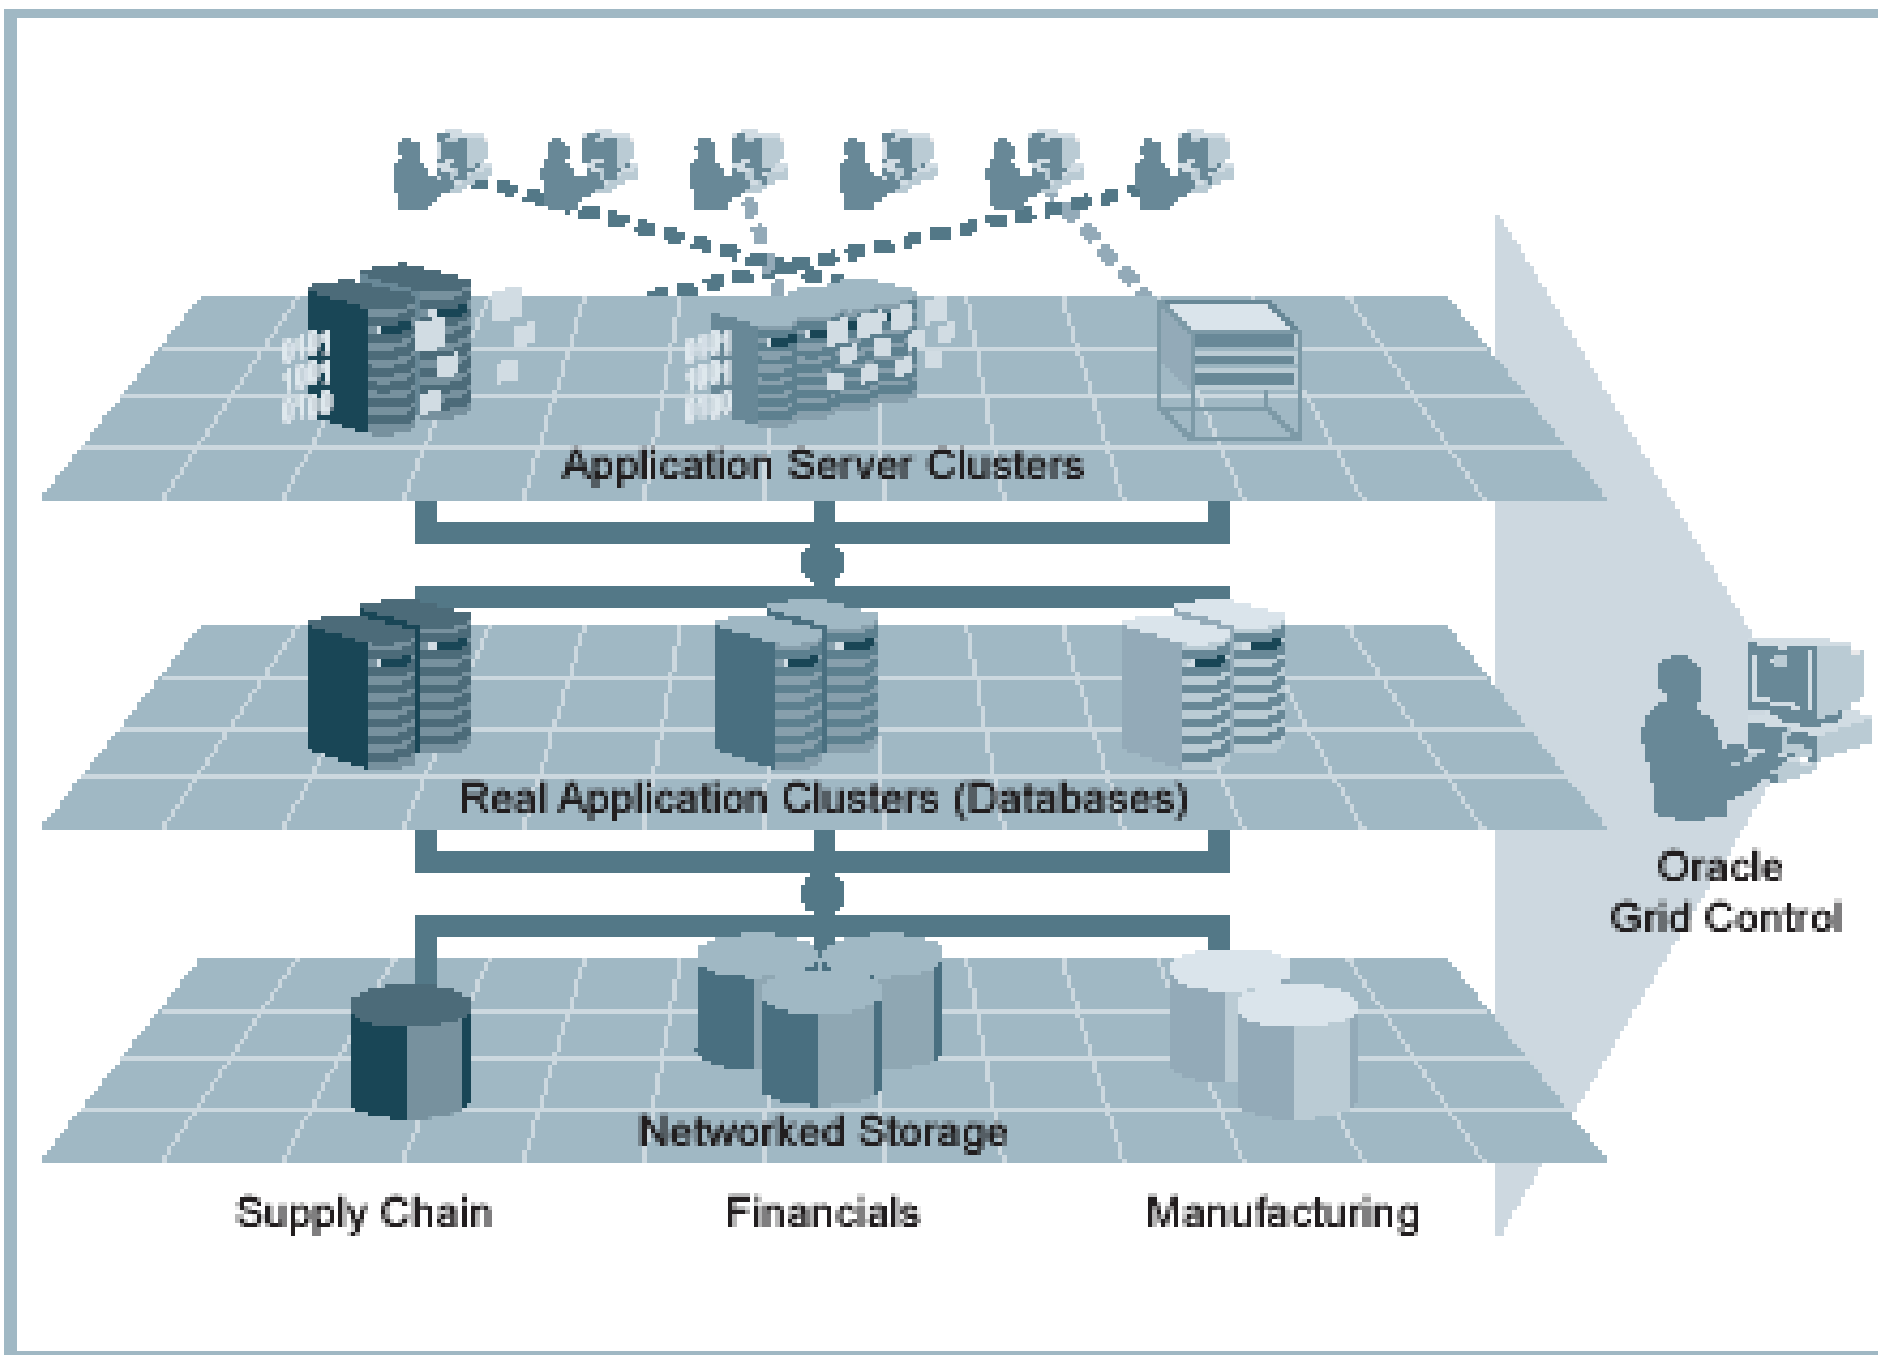 Application Server Clusters
Real Application Clusters (Databases)
Oracle
Grid Control
Networked Storage
Supply Chain
Financials
Manufacturing